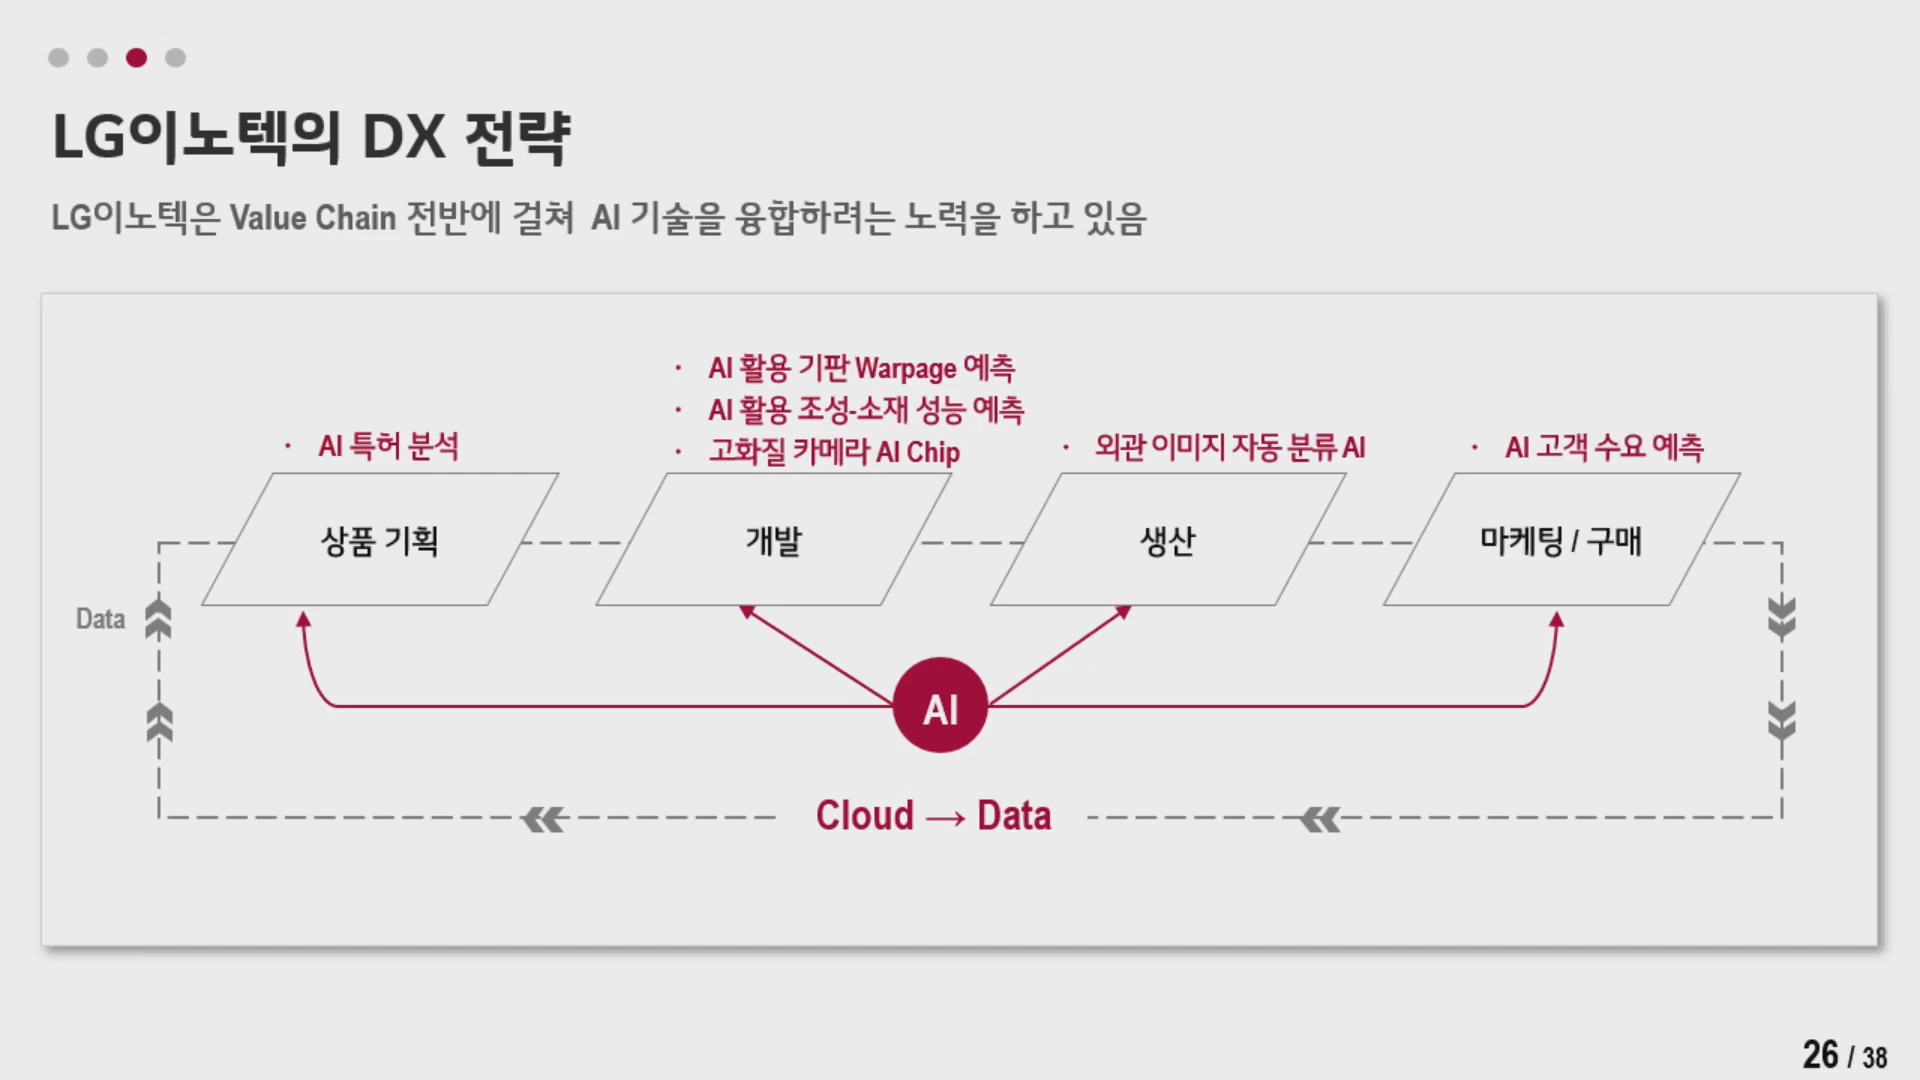 LG이노텍의 DX 전략
LG이노텍은 Value Chain 전반에 걸쳐 AI 기술을 융합하려는 노력을 하고 있음
· AI 특허 분석
· AI 활용 기판 Warpage 예측
· AI 활용 조성-소재 성능 예측
· 고화질 카메라 AI Chip
· 외관 이미지 자동 분류 AI
· AI 고객 수요 예측
상품 기획
개발
생산
마케팅 / 구매
Data
AI
Cloud → Data
26 / 38